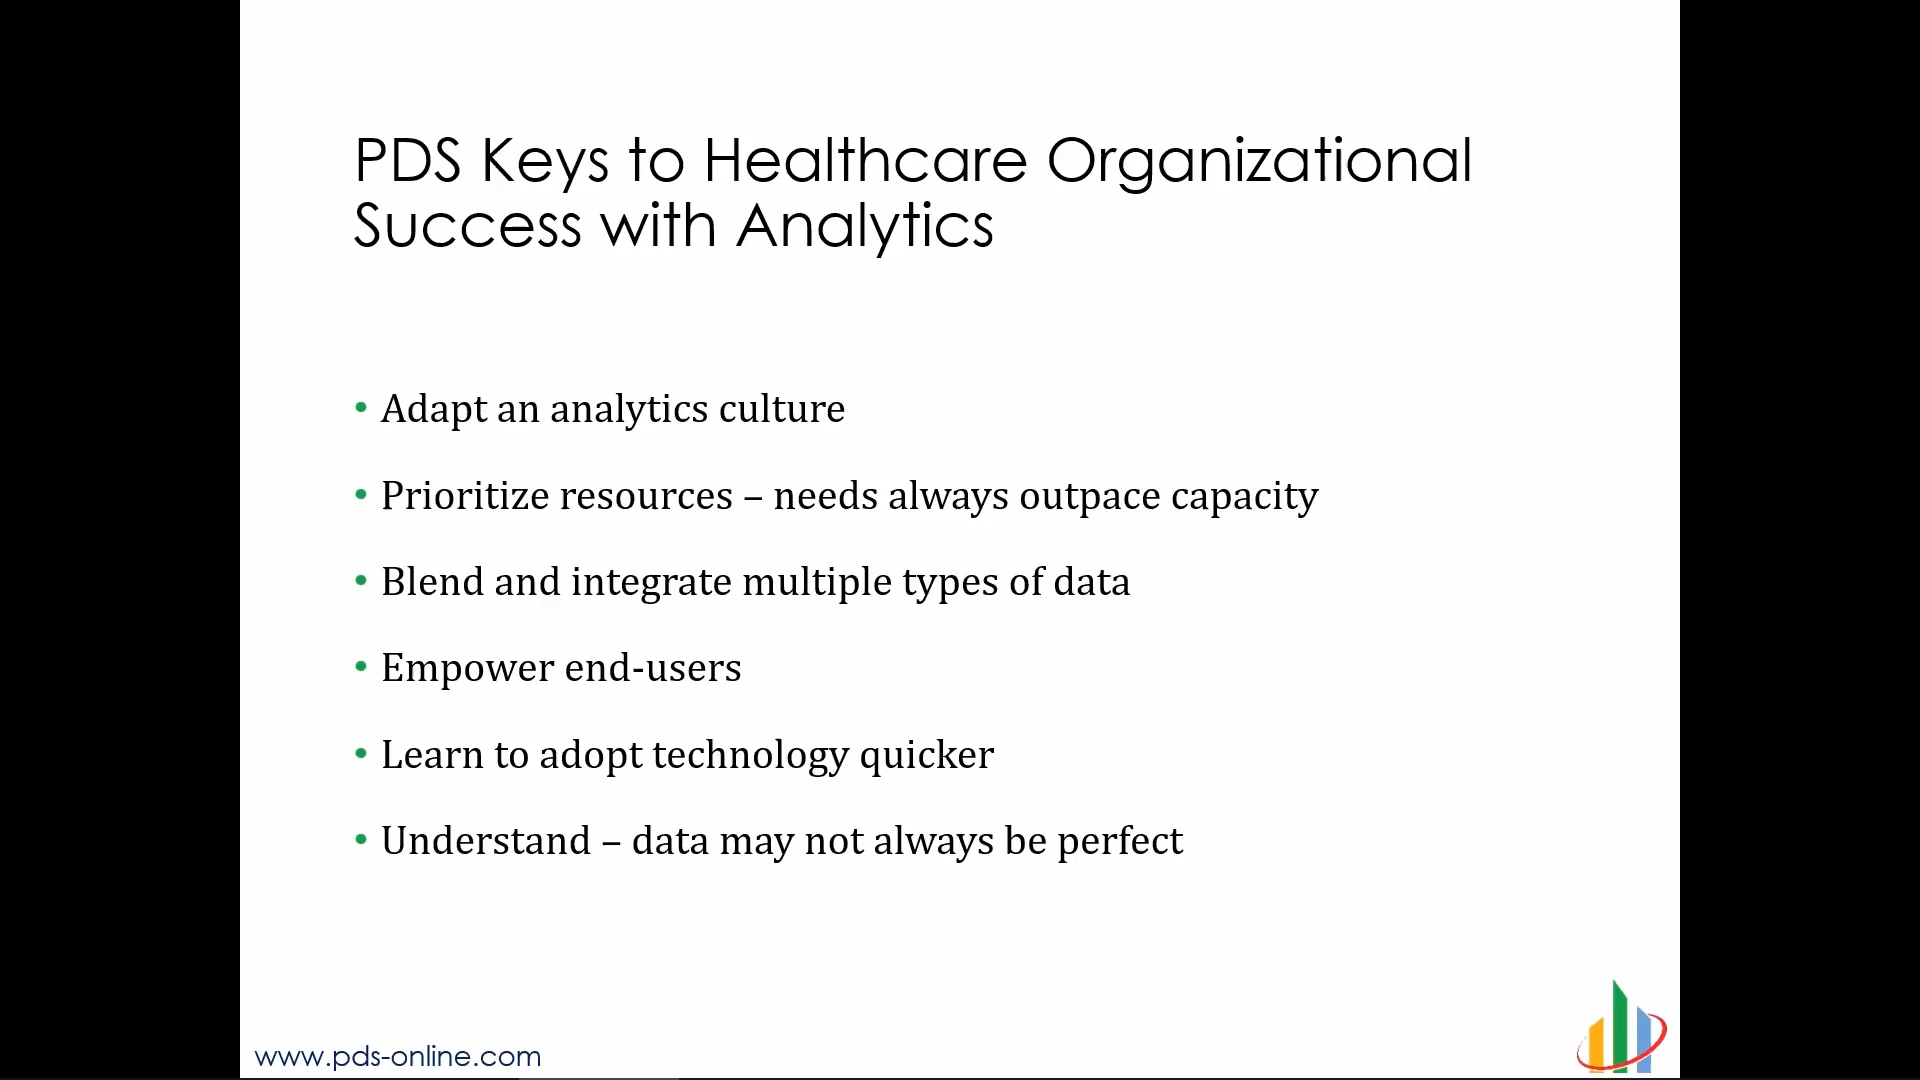 PDS Keys to Healthcare Organizational
Success with Analytics
• Adapt an analytics culture
• Prioritize resources – needs always outpace capacity
• Blend and integrate multiple types of data
• Empower end-users
• Learn to adopt technology quicker
• Understand – data may not always be perfect
www.pds-online.com